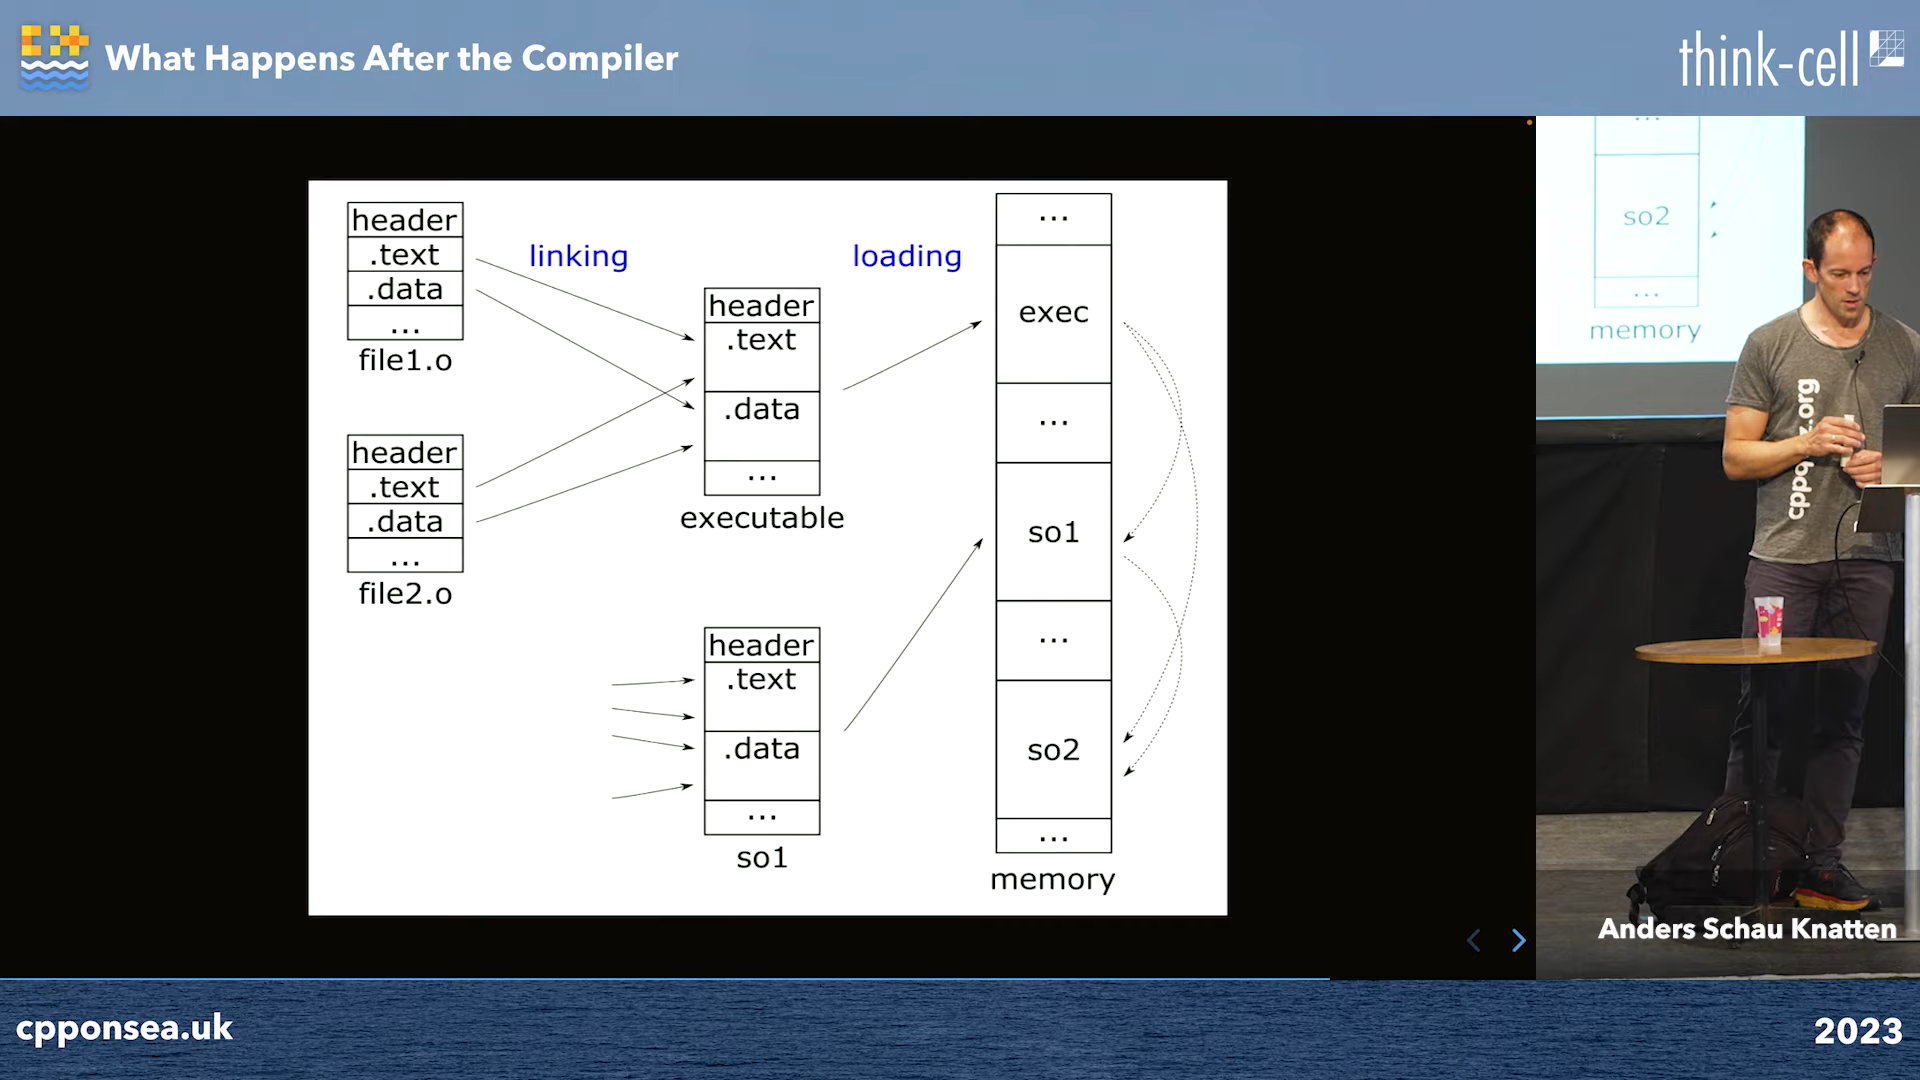 What Happens After the Compiler
think-cell
header
.text
.data
...
file1.o
header
.text
.data
...
file2.o
linking
header
.text
.data
...
executable
header
.text
.data
...
so1
loading
...
exec
...
so1
...
so2
...
memory
...
so2
...
memory
cppquiz.org
Anders Schau Knatten
cpponsea.uk
2023